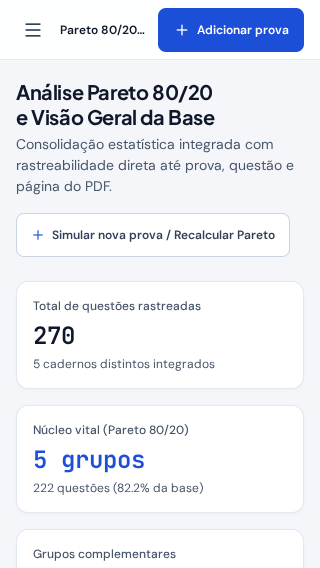 Pareto 80/20...
Adicionar prova
Análise Pareto 80/20
e Visão Geral da Base
Consolidação estatística integrada com
rastreabilidade direta até prova, questão e
página do PDF.
Simular nova prova / Recalcular Pareto
Total de questões rastreadas
270
5 cadernos distintos integrados
Núcleo vital (Pareto 80/20)
5 grupos
222 questões (82.2% da base)
Grupos complementares